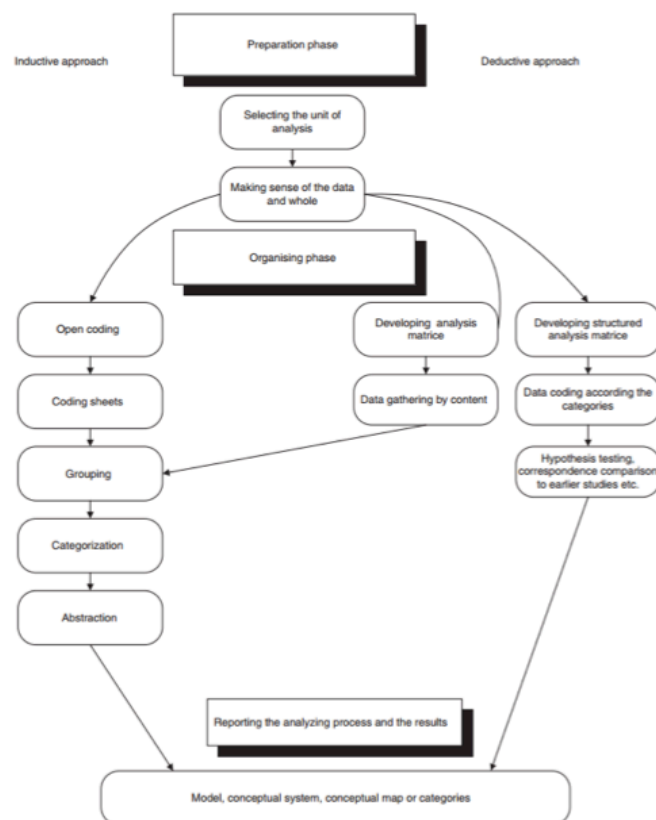 Preparation phase
Inductive approach
Deductive approach
Selecting the unit of
analysis
Making sense of the data
and whole
Organising phase
Open coding
Developing  analysis
matrice
Developing structured
analysis matrice
Coding sheets
Data gathering by content
Data coding according the
categories
Grouping
Hypothesis testing,
correspondence comparison
to earlier studies etc.
Categorization
Abstraction
Reporting the analyzing process and the results
Model, conceptual system, conceptual map or categories